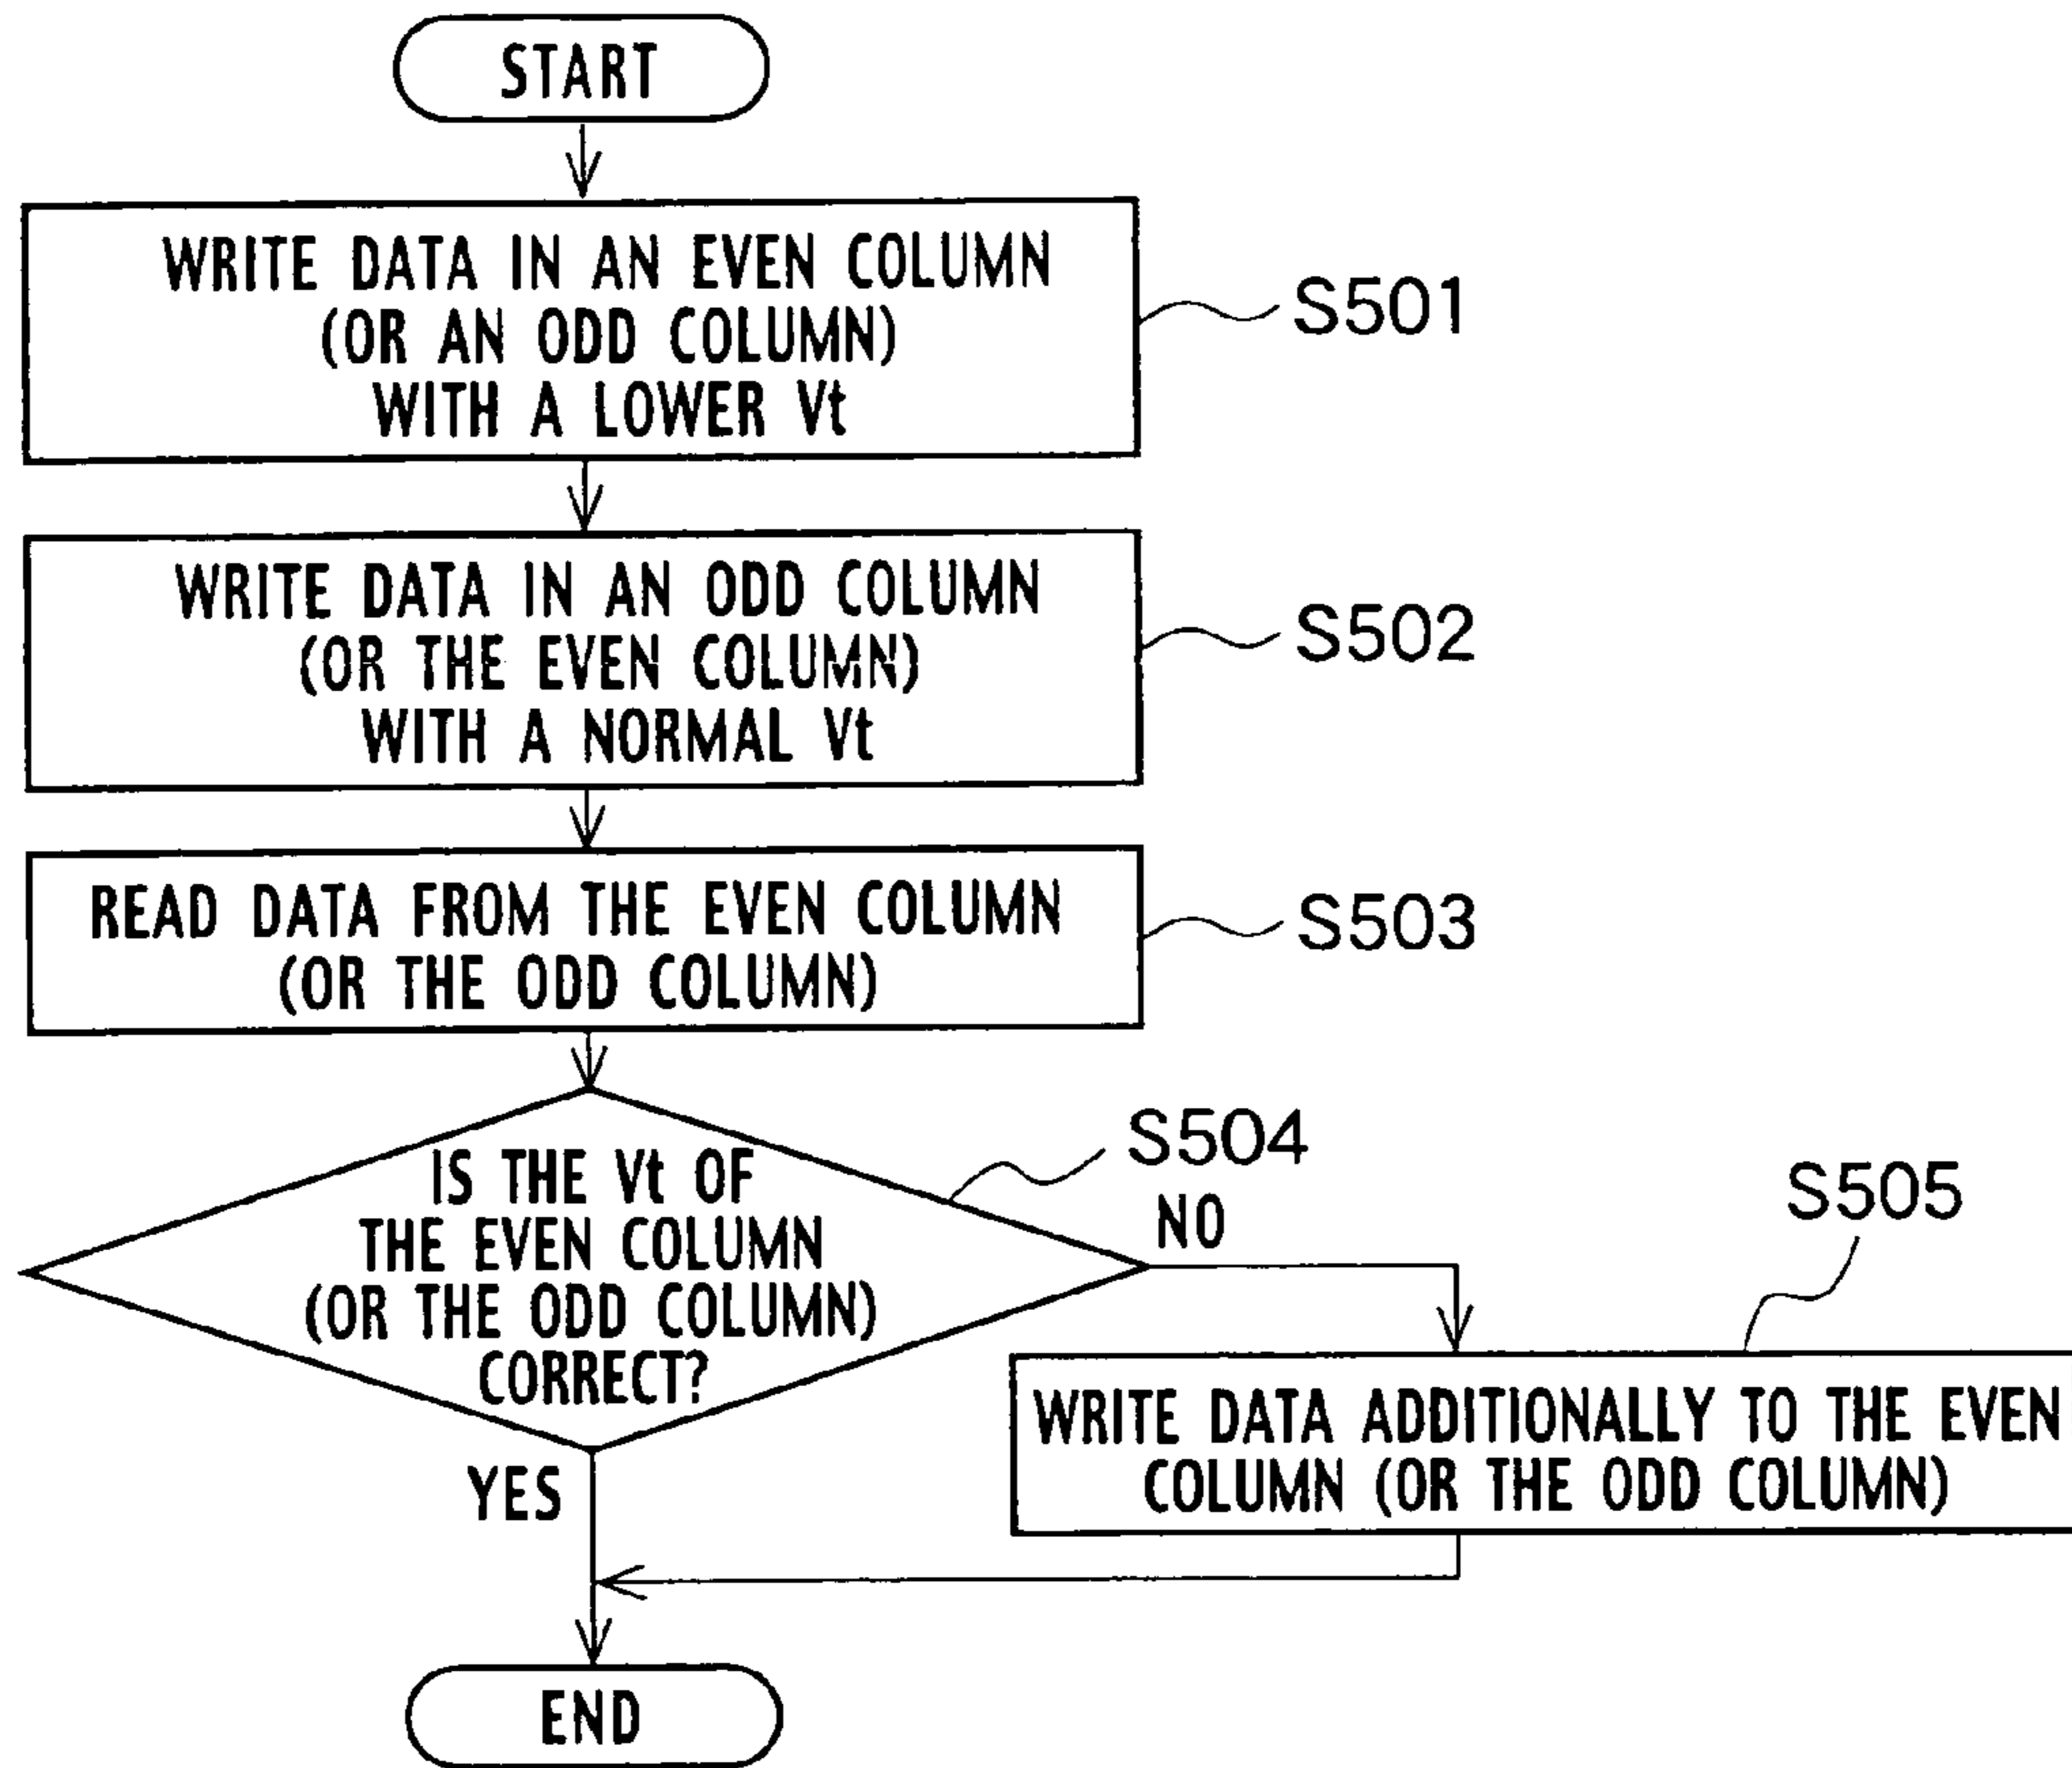 START
WRITE DATA IN AN EVEN COLUMN
(OR AN ODD COLUMN)
WITH A LOWER Vt
S501
WRITE DATA IN AN ODD COLUMN
(OR THE EVEN COLUMN)
WITH A NORMAL Vt
S502
READ DATA FROM THE EVEN COLUMN
(OR THE ODD COLUMN)
S503
IS THE Vt OF
THE EVEN COLUMN
(OR THE ODD COLUMN)
CORRECT?
S504
NO
S505
WRITE DATA ADDITIONALLY TO THE EVEN
COLUMN (OR THE ODD COLUMN)
YES
END